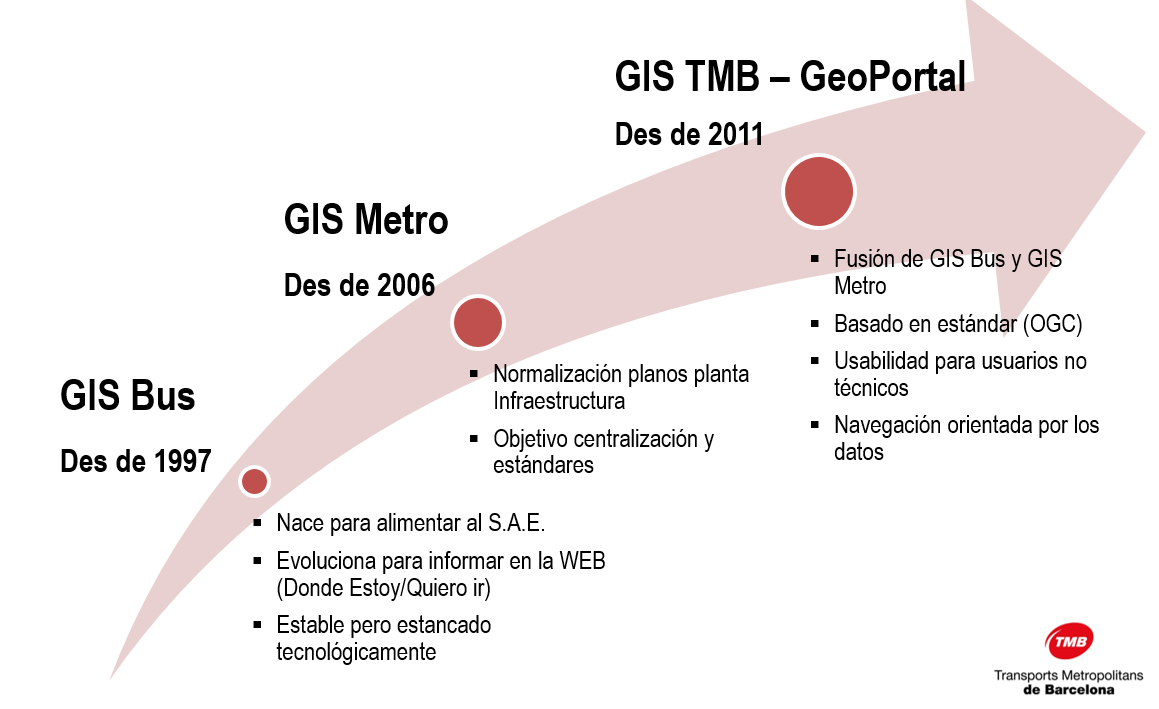 GIS TMB – GeoPortal
Des de 2011
GIS Metro
Des de 2006
GIS Bus
Des de 1997
▪ Fusión de GIS Bus y GIS
Metro
▪ Basado en estándar (OGC)
▪ Usabilidad para usuarios no
técnicos
▪ Navegación orientada por los
datos
▪ Normalización planos planta
Infraestructura
▪ Objetivo centralización y
estándares
▪ Nace para alimentar al S.A.E.
▪ Evoluciona para informar en la WEB
(Donde Estoy/Quiero ir)
▪ Estable pero estancado
tecnológicamente
TMB
Transports Metropolitans
de Barcelona